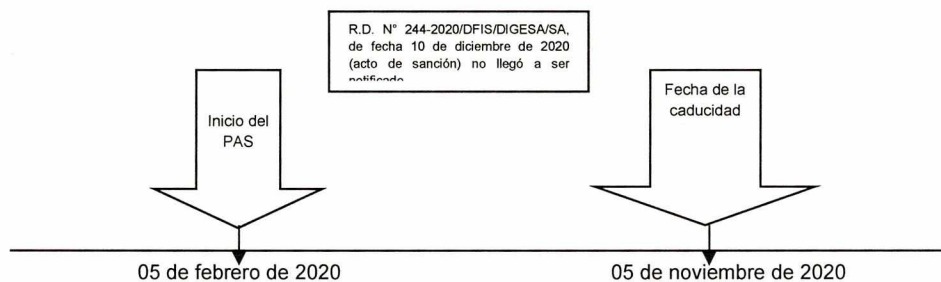 R.D. N° 244-2020/DFIS/DIGESA/SA,
de fecha 10 de diciembre de 2020
(acto de sanción) no llegó a ser
notificado
Inicio del
PAS
Fecha de la
caducidad
05 de febrero de 2020
05 de noviembre de 2020